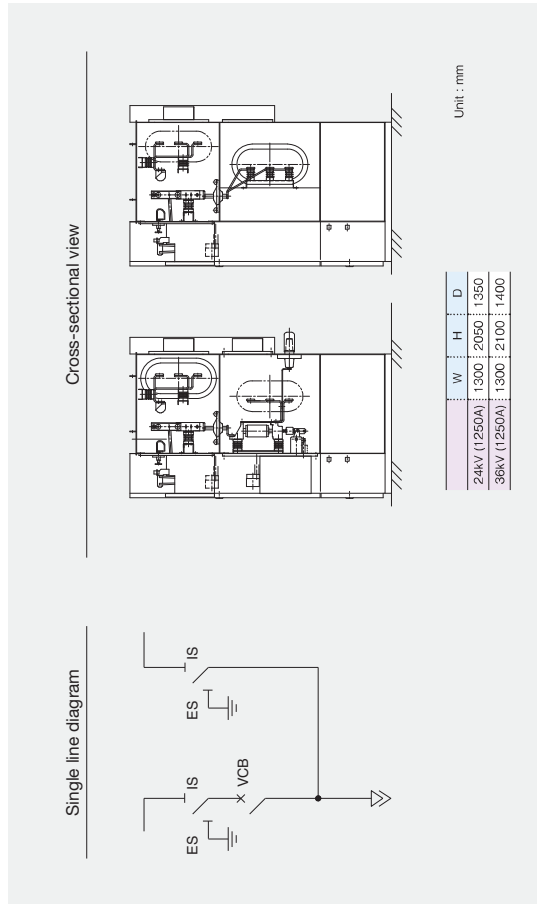 Single line diagram
ES
IS
VCB
ES
IS
Cross-sectional view
W H D
24kV (1250A) 1300 2050 1350
36kV (1250A) 1300 2100 1400
Unit : mm